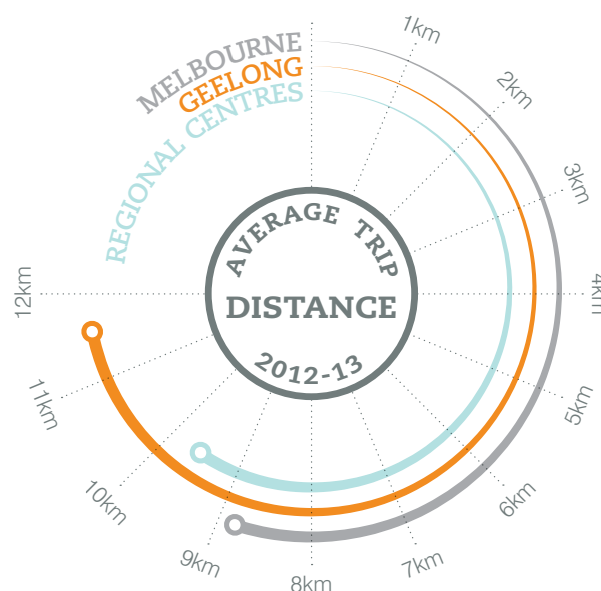 MELBOURNE
GEELONG
REGIONAL CENTRES
AVERAGE TRIP
DISTANCE
2012-13
1km
2km
3km
4km
5km
6km
7km
8km
9km
10km
11km
12km